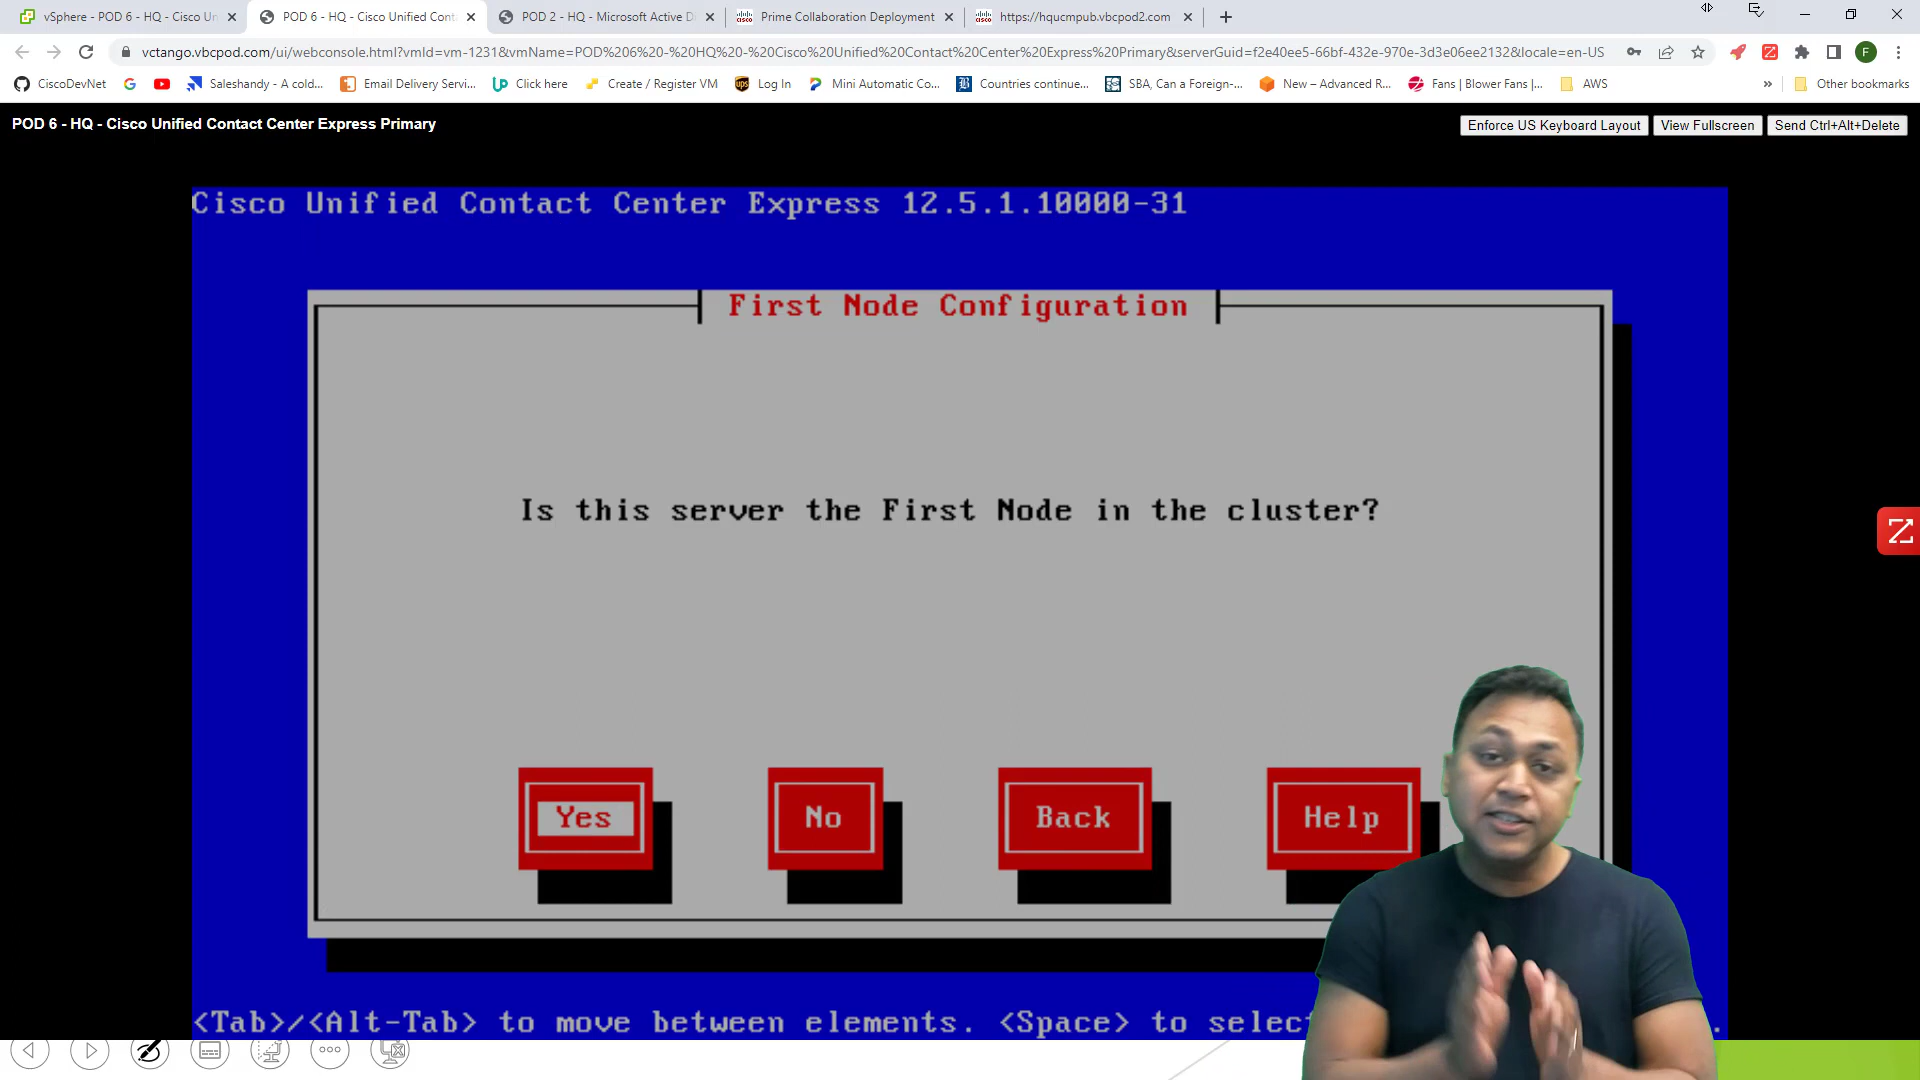 vSphere - POD 6 - HQ - Cisco Un
POD 6 - HQ - Cisco Unified Conta
POD 2 - HQ - Microsoft Active D
Prime Collaboration Deployment
https://hqucmpub.vbcpod2.com
vctango.vbcpod.com/ui/webconsole.html?vmId=vm-1231&vmName=POD%206%20-%20HQ%20-%20Cisco%20Unified%20Contact%20Center%20Express%20Primary&serverGuid=f2e40ee5-66bf-432e-970e-3d3e06ee2132&locale=en-US
F
CiscoDevNet
Saleshandy - A cold...
Email Delivery Servi...
Click here
Create / Register VM
Log In
Mini Automatic Co...
Countries continue...
SBA, Can a Foreign-...
New – Advanced R...
Fans | Blower Fans |...
AWS
Other bookmarks
POD 6 - HQ - Cisco Unified Contact Center Express Primary
Enforce US Keyboard Layout
View Fullscreen
Send Ctrl+Alt+Delete
Cisco Unified Contact Center Express 12.5.1.10000-31
First Node Configuration
Is this server the First Node in the cluster?
Yes
No
Back
Help
<Tab>/<Alt-Tab> to move between elements. <Space> to selec